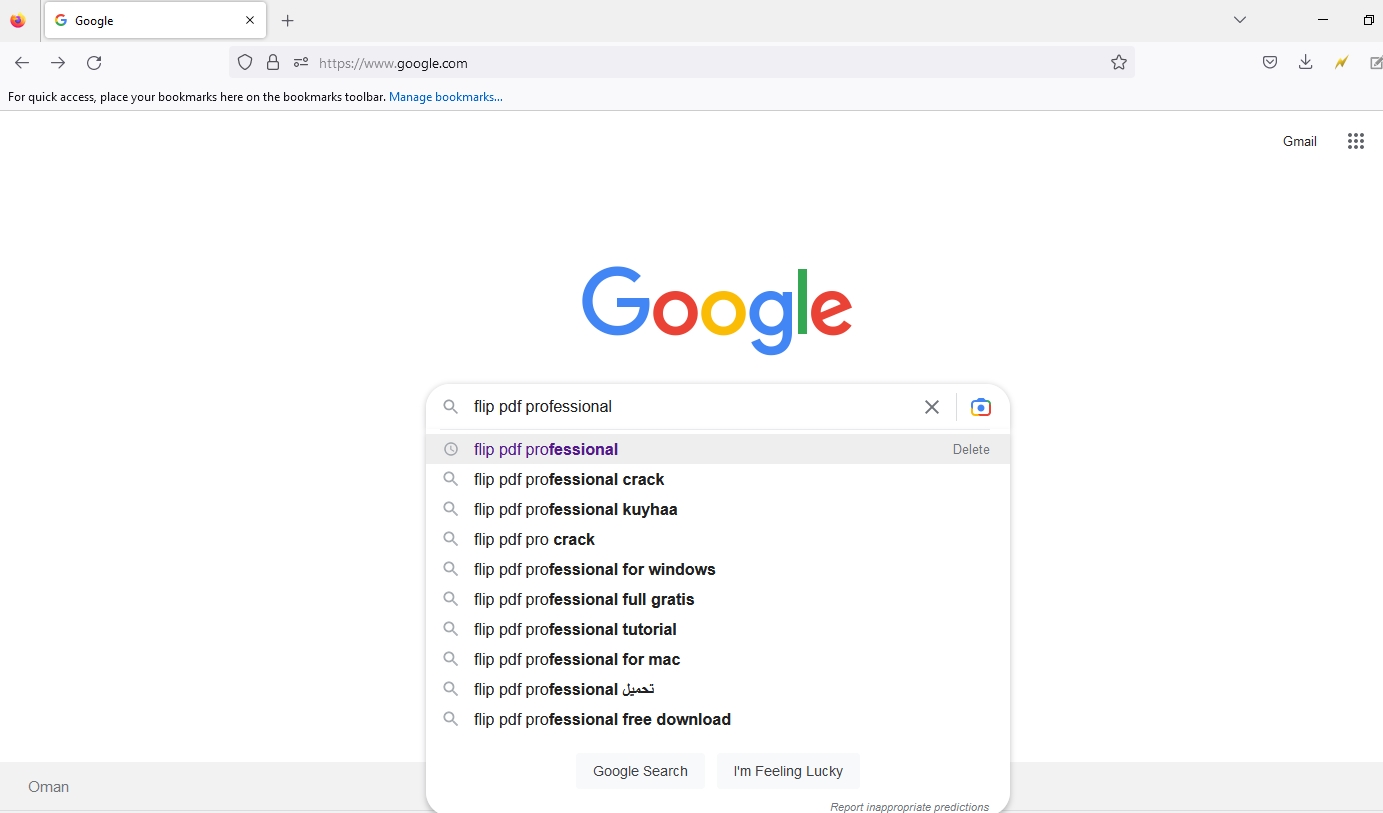 Google
https://www.google.com
For quick access, place your bookmarks here on the bookmarks toolbar. Manage bookmarks...
Gmail
Google
flip pdf professional
flip pdf professional Delete
flip pdf professional crack
flip pdf professional kuyhaa
flip pdf pro crack
flip pdf professional for windows
flip pdf professional full gratis
flip pdf professional tutorial
flip pdf professional for mac
flip pdf professional تحميل
flip pdf professional free download
Google Search I'm Feeling Lucky
Oman
Report inappropriate predictions